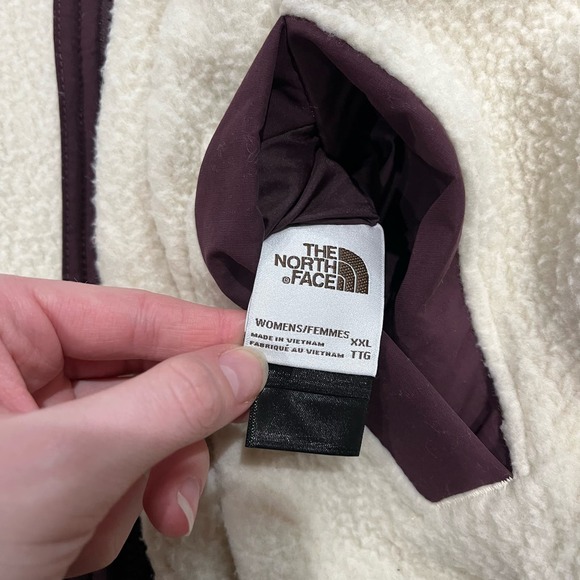 THE
NORTH
©FACE
WOMENS/FEMMES XXL
MADE IN VIETNAM
FABRIQUÉ AU VIETNAM TTG